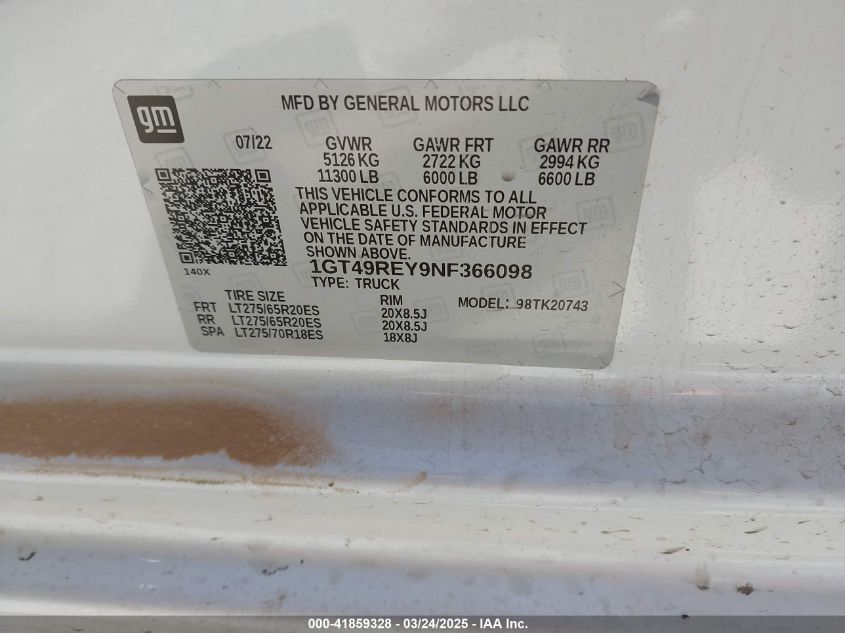 gm
MFD BY GENERAL MOTORS LLC
07/22 GVWR GAWR FRT GAWR RR
5126 KG 2722 KG 2994 KG
11300 LB 6000 LB 6600 LB
THIS VEHICLE CONFORMS TO ALL
APPLICABLE U.S. FEDERAL MOTOR
VEHICLE SAFETY STANDARDS IN EFFECT
ON THE DATE OF MANUFACTURE
SHOWN ABOVE.
140X
1GT49REY9NF366098
TYPE: TRUCK
TIRE SIZE RIM MODEL: 98TK20743
FRT LT275/65R20ES 20X8.5J
RR LT275/65R20ES 20X8.5J
SPA LT275/70R18ES 18X8J
000-41859328 - 03/24/2025 - IAA Inc.